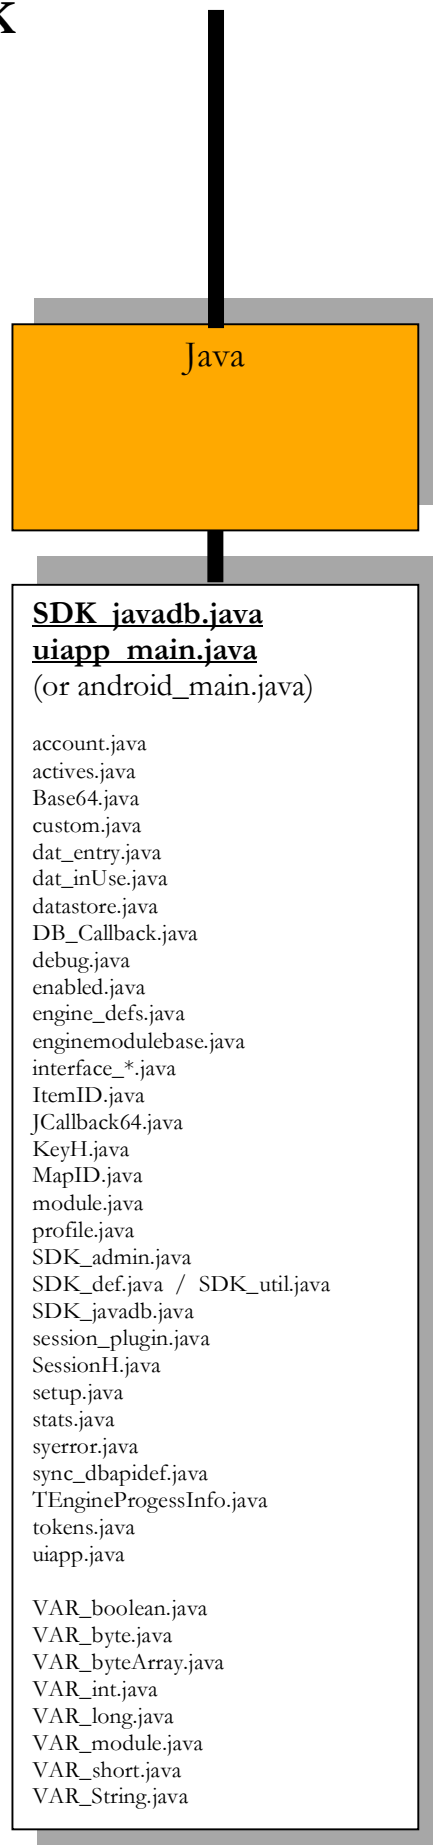 K
Java
SDK_javadb.java
uiapp_main.java
(or android_main.java)
account.java
actives.java
Base64.java
custom.java
dat_entry.java
dat_inUse.java
datastore.java
DB_Callback.java
debug.java
enabled.java
engine_defs.java
enginemodulebase.java
interface_*.java
ItemID.java
JCallback64.java
KeyH.java
MapID.java
module.java
profile.java
SDK_admin.java
SDK_def.java / SDK_util.java
SDK_javadb.java
session_plugin.java
SessionH.java
setup.java
stats.java
syerror.java
sync_dbapidef.java
TEngineProgessInfo.java
tokens.java
uiapp.java
VAR_boolean.java
VAR_byte.java
VAR_byteArray.java
VAR_int.java
VAR_long.java
VAR_module.java
VAR_short.java
VAR_String.java